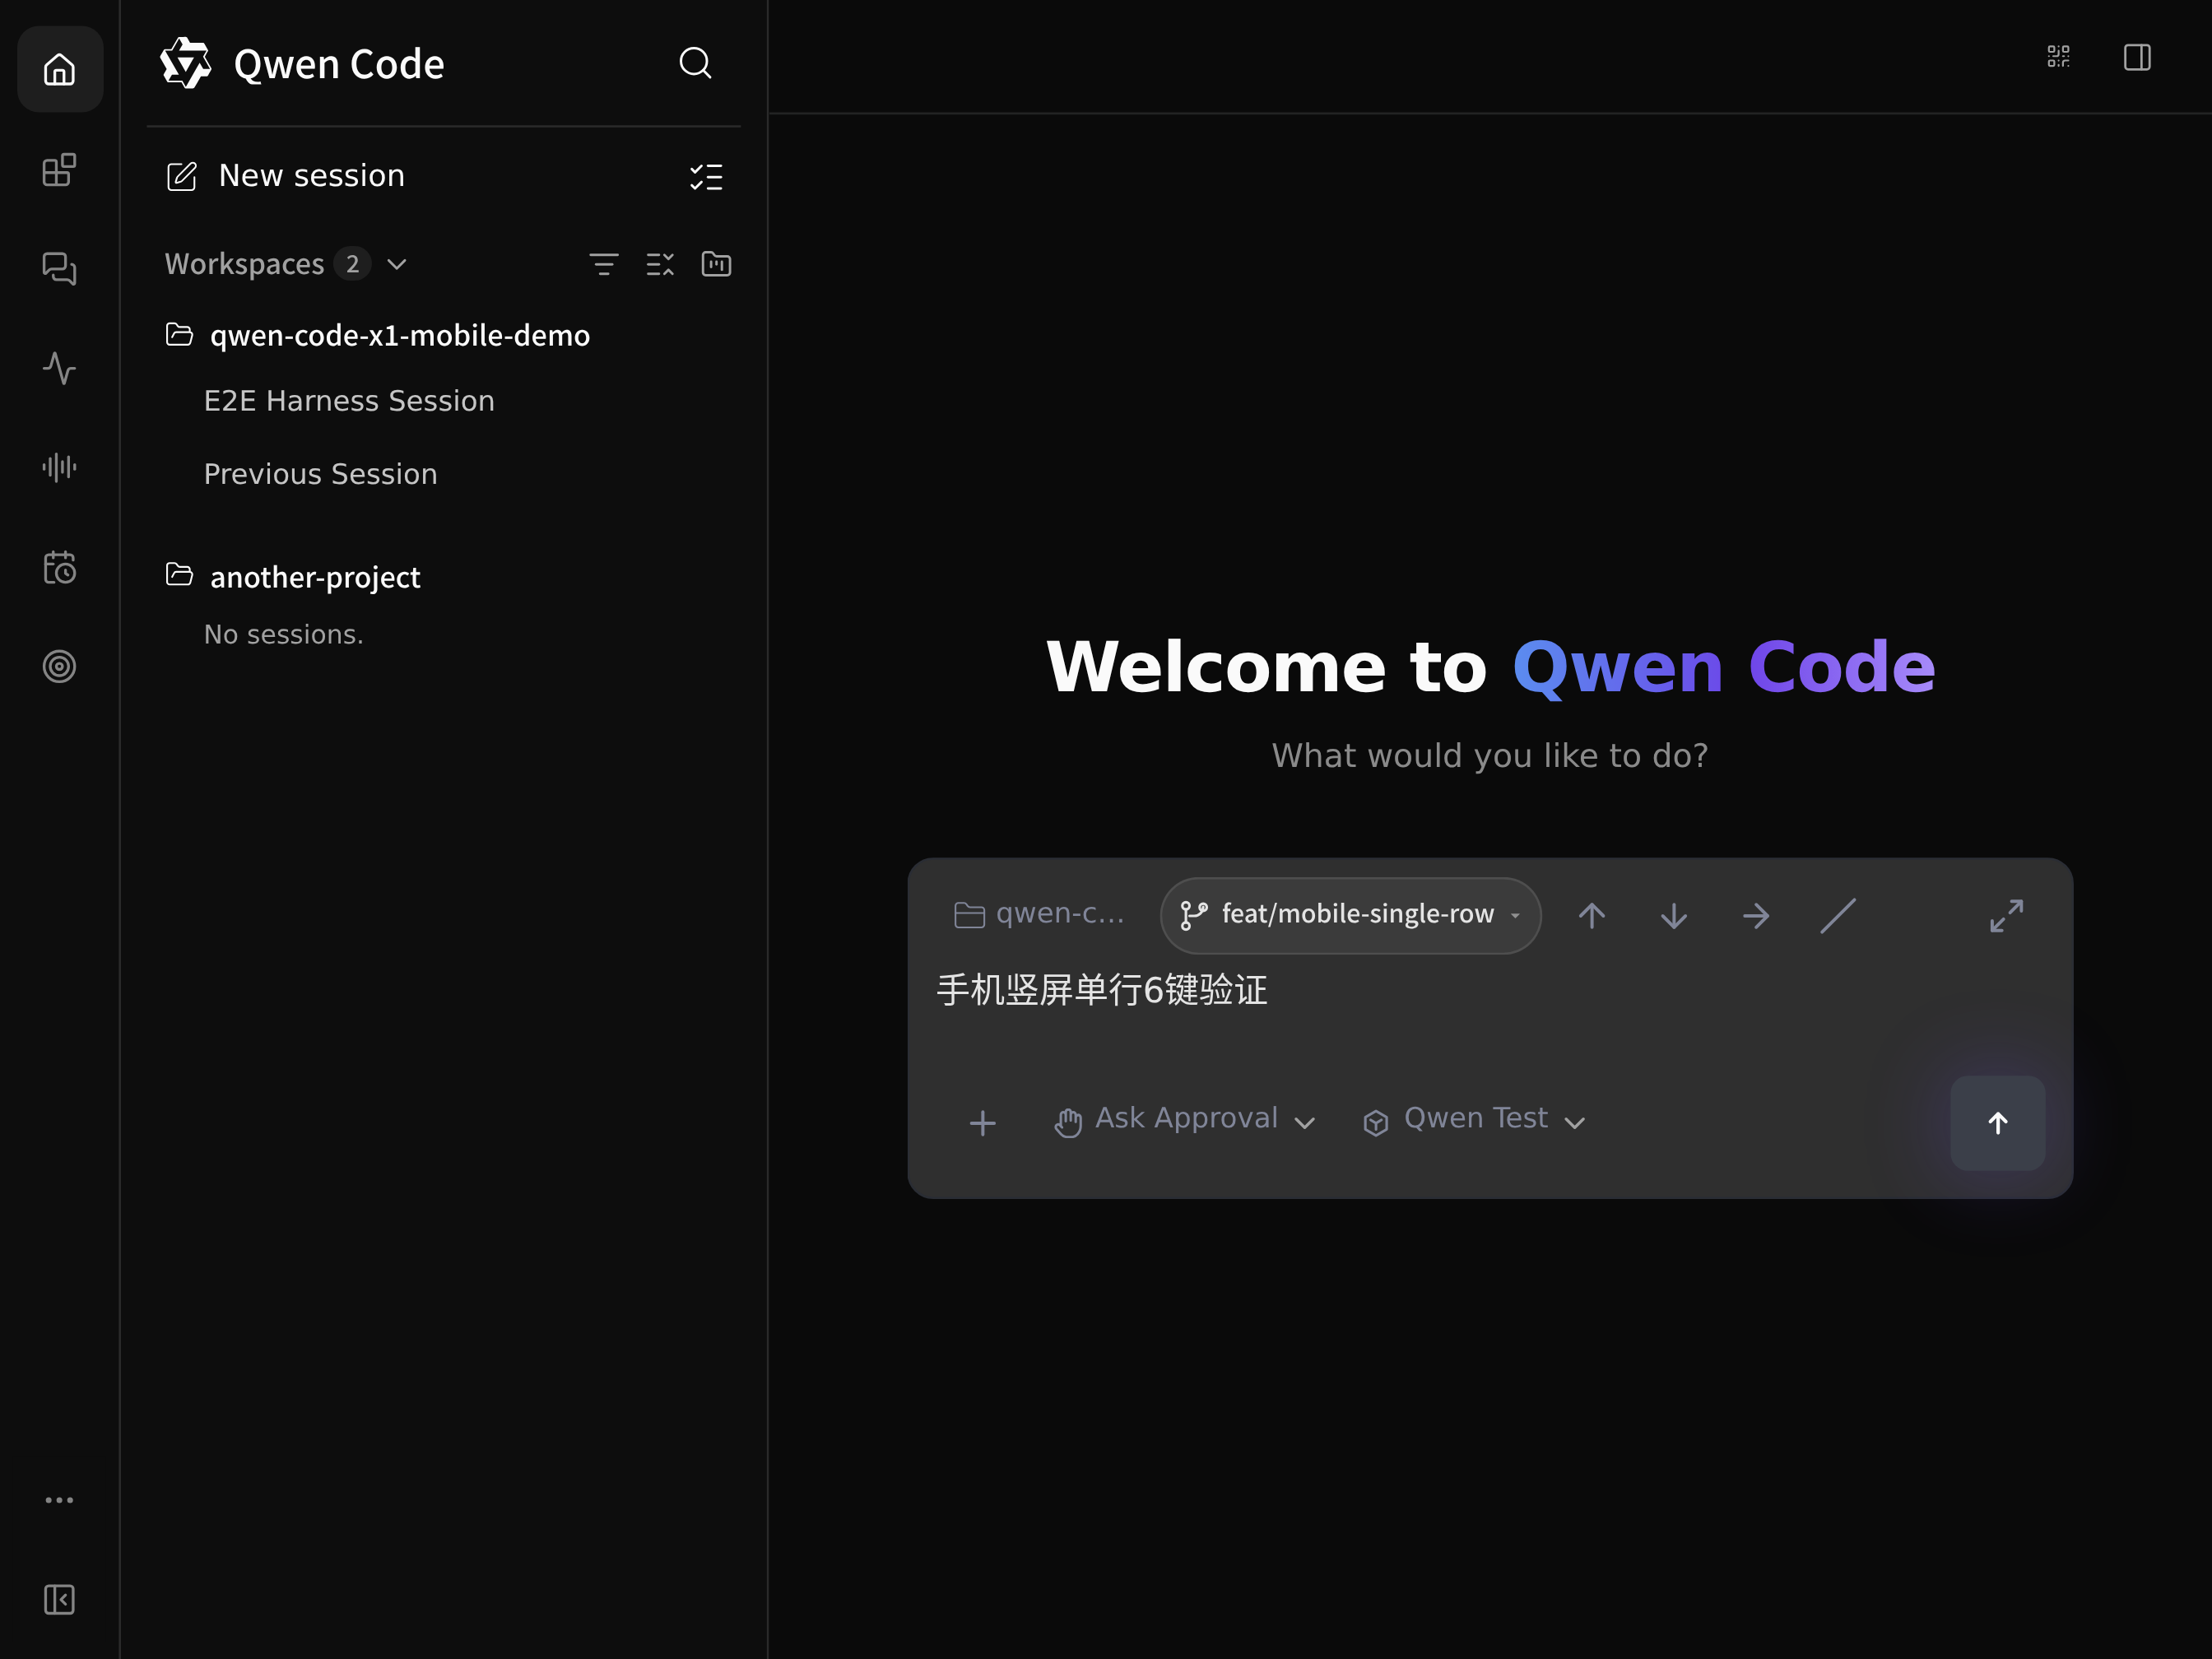 Qwen Code
New session
Workspaces 2
qwen-code-x1-mobile-demo
E2E Harness Session
Previous Session
another-project
No sessions.
Welcome to Qwen Code
What would you like to do?
qwen-c... feat/mobile-single-row
手机竖屏单行6键验证
Ask Approval Qwen Test